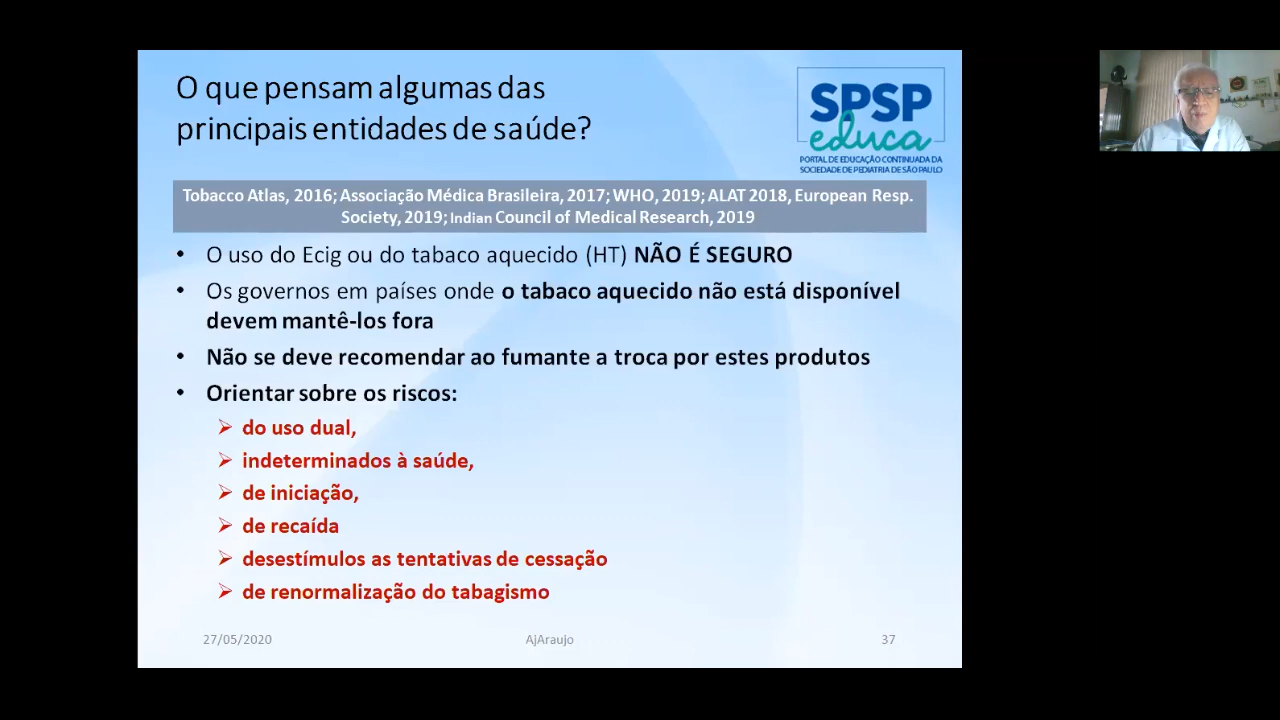 O que pensam algumas das
principais entidades de saúde?
SPSP
educa
PORTAL DE EDUCAÇÃO CONTINUADA DA
SOCIEDADE DE PEDIATRIA DE SÃO PAULO
Tobacco Atlas, 2016; Associação Médica Brasileira, 2017; WHO, 2019; ALAT 2018, European Resp.
Society, 2019; Indian Council of Medical Research, 2019
• O uso do Ecig ou do tabaco aquecido (HT) NÃO É SEGURO
• Os governos em países onde o tabaco aquecido não está disponível
devem mantê-los fora
• Não se deve recomendar ao fumante a troca por estes produtos
• Orientar sobre os riscos:
➢ do uso dual,
➢ indeterminados à saúde,
➢ de iniciação,
➢ de recaída
➢ desestímulos as tentativas de cessação
➢ de renormalização do tabagismo
27/05/2020
AjAraujo
37